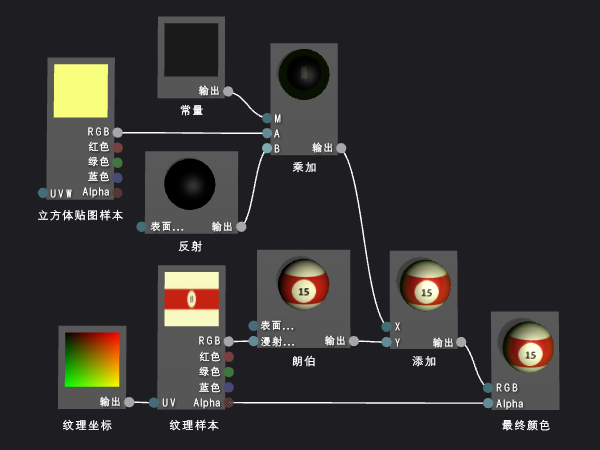 输出
常量
RGB
红色
绿色
蓝色
UVW Alpha
立方体贴图样本
M
A
B 输出
乘加
表面... 输出
反射
RGB
红色
绿色
蓝色
UV Alpha
纹理样本
输出
纹理坐标
15
表面...
漫射... 输出
朗伯
15
X
Y 输出
添加
15
RGB
Alpha
最终颜色